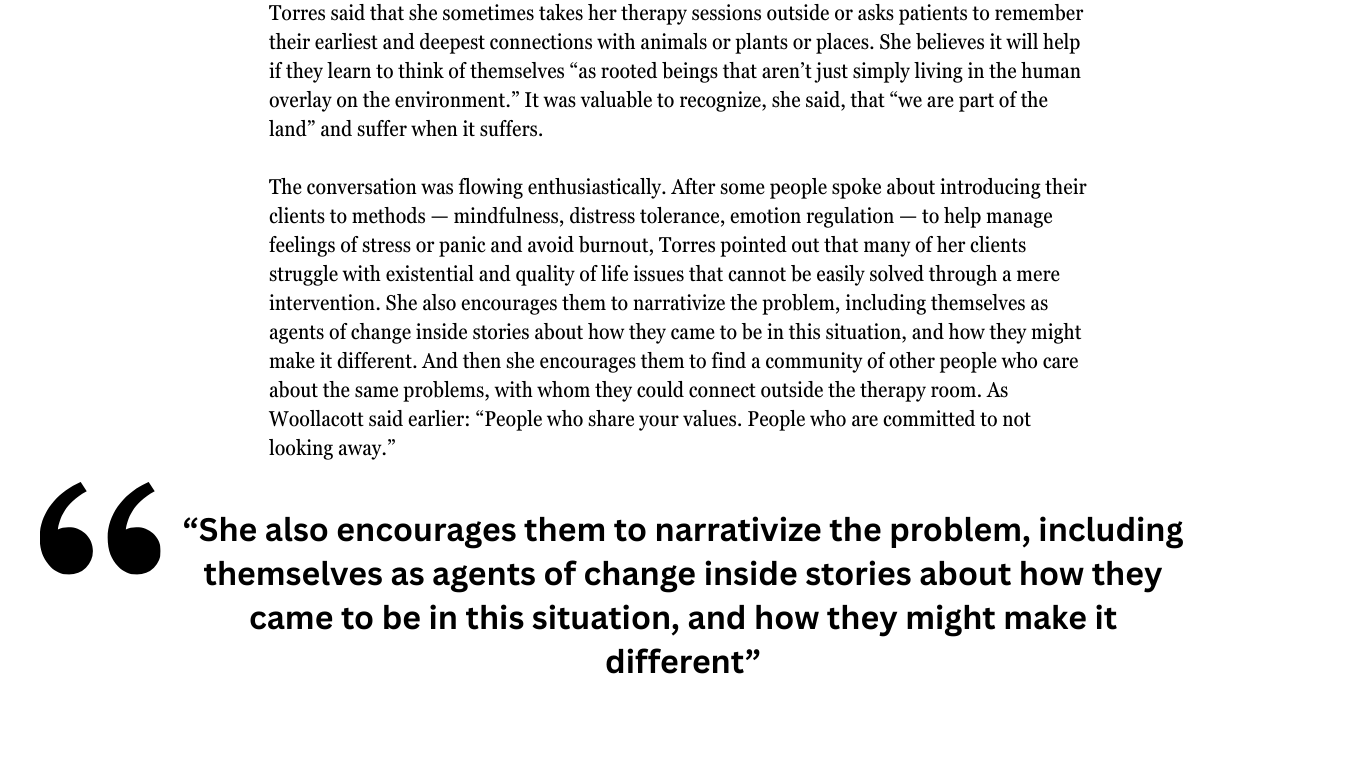 Torres said that she sometimes takes her therapy sessions outside or asks patients to remember
their earliest and deepest connections with animals or plants or places. She believes it will help
if they learn to think of themselves “as rooted beings that aren’t just simply living in the human
overlay on the environment.” It was valuable to recognize, she said, that “we are part of the
land” and suffer when it suffers.
The conversation was flowing enthusiastically. After some people spoke about introducing their
clients to methods — mindfulness, distress tolerance, emotion regulation — to help manage
feelings of stress or panic and avoid burnout, Torres pointed out that many of her clients
struggle with existential and quality of life issues that cannot be easily solved through a mere
intervention. She also encourages them to narrativize the problem, including themselves as
agents of change inside stories about how they came to be in this situation, and how they might
make it different. And then she encourages them to find a community of other people who care
about the same problems, with whom they could connect outside the therapy room. As
Woollacott said earlier: “People who share your values. People who are committed to not
looking away.”
“
“She also encourages them to narrativize the problem, including
themselves as agents of change inside stories about how they
came to be in this situation, and how they might make it
different”